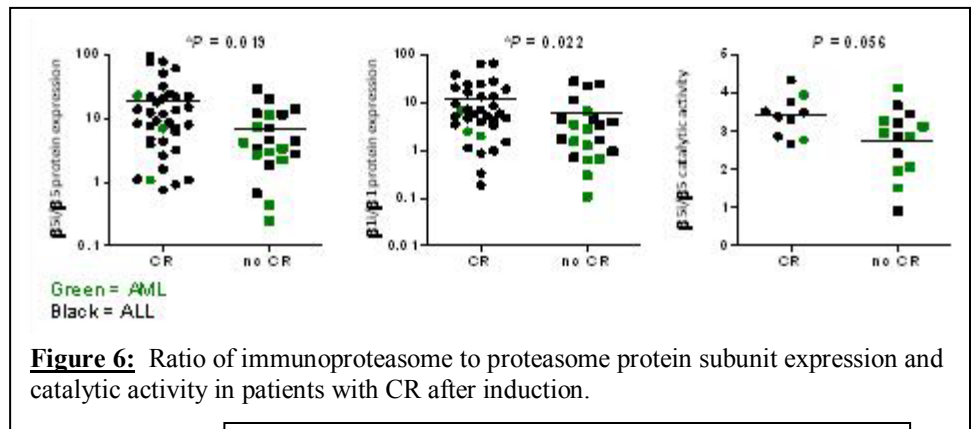 *P = 0.019
β5i/β5 protein expression
100
10
1
0.1
CR
no CR
*P = 0.022
β1i/β1 protein expression
100
10
1
0.1
0.01
CR
no CR
P = 0.056
β5i/β5 catalytic activity
5
4
3
2
1
0
CR
no CR
Green = AML
Black = ALL
Figure 6: Ratio of immunoproteasome to proteasome protein subunit expression and
catalytic activity in patients with CR after induction.